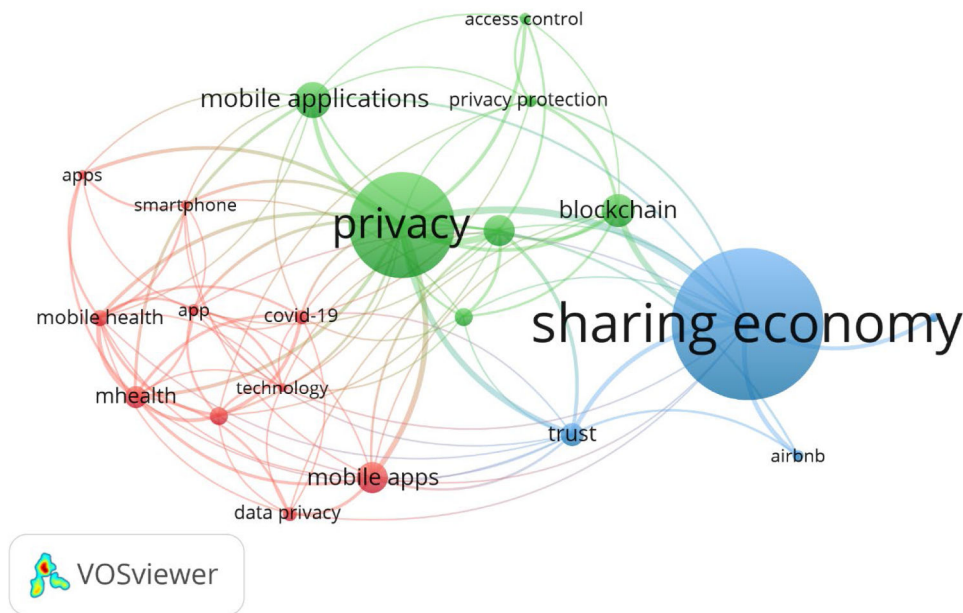 access control
mobile applications
privacy protection
apps
smartphone
privacy
blockchain
mobile health
app
covid-19
sharing economy
mhealth
technology
trust
airbnb
mobile apps
data privacy
VOSviewer